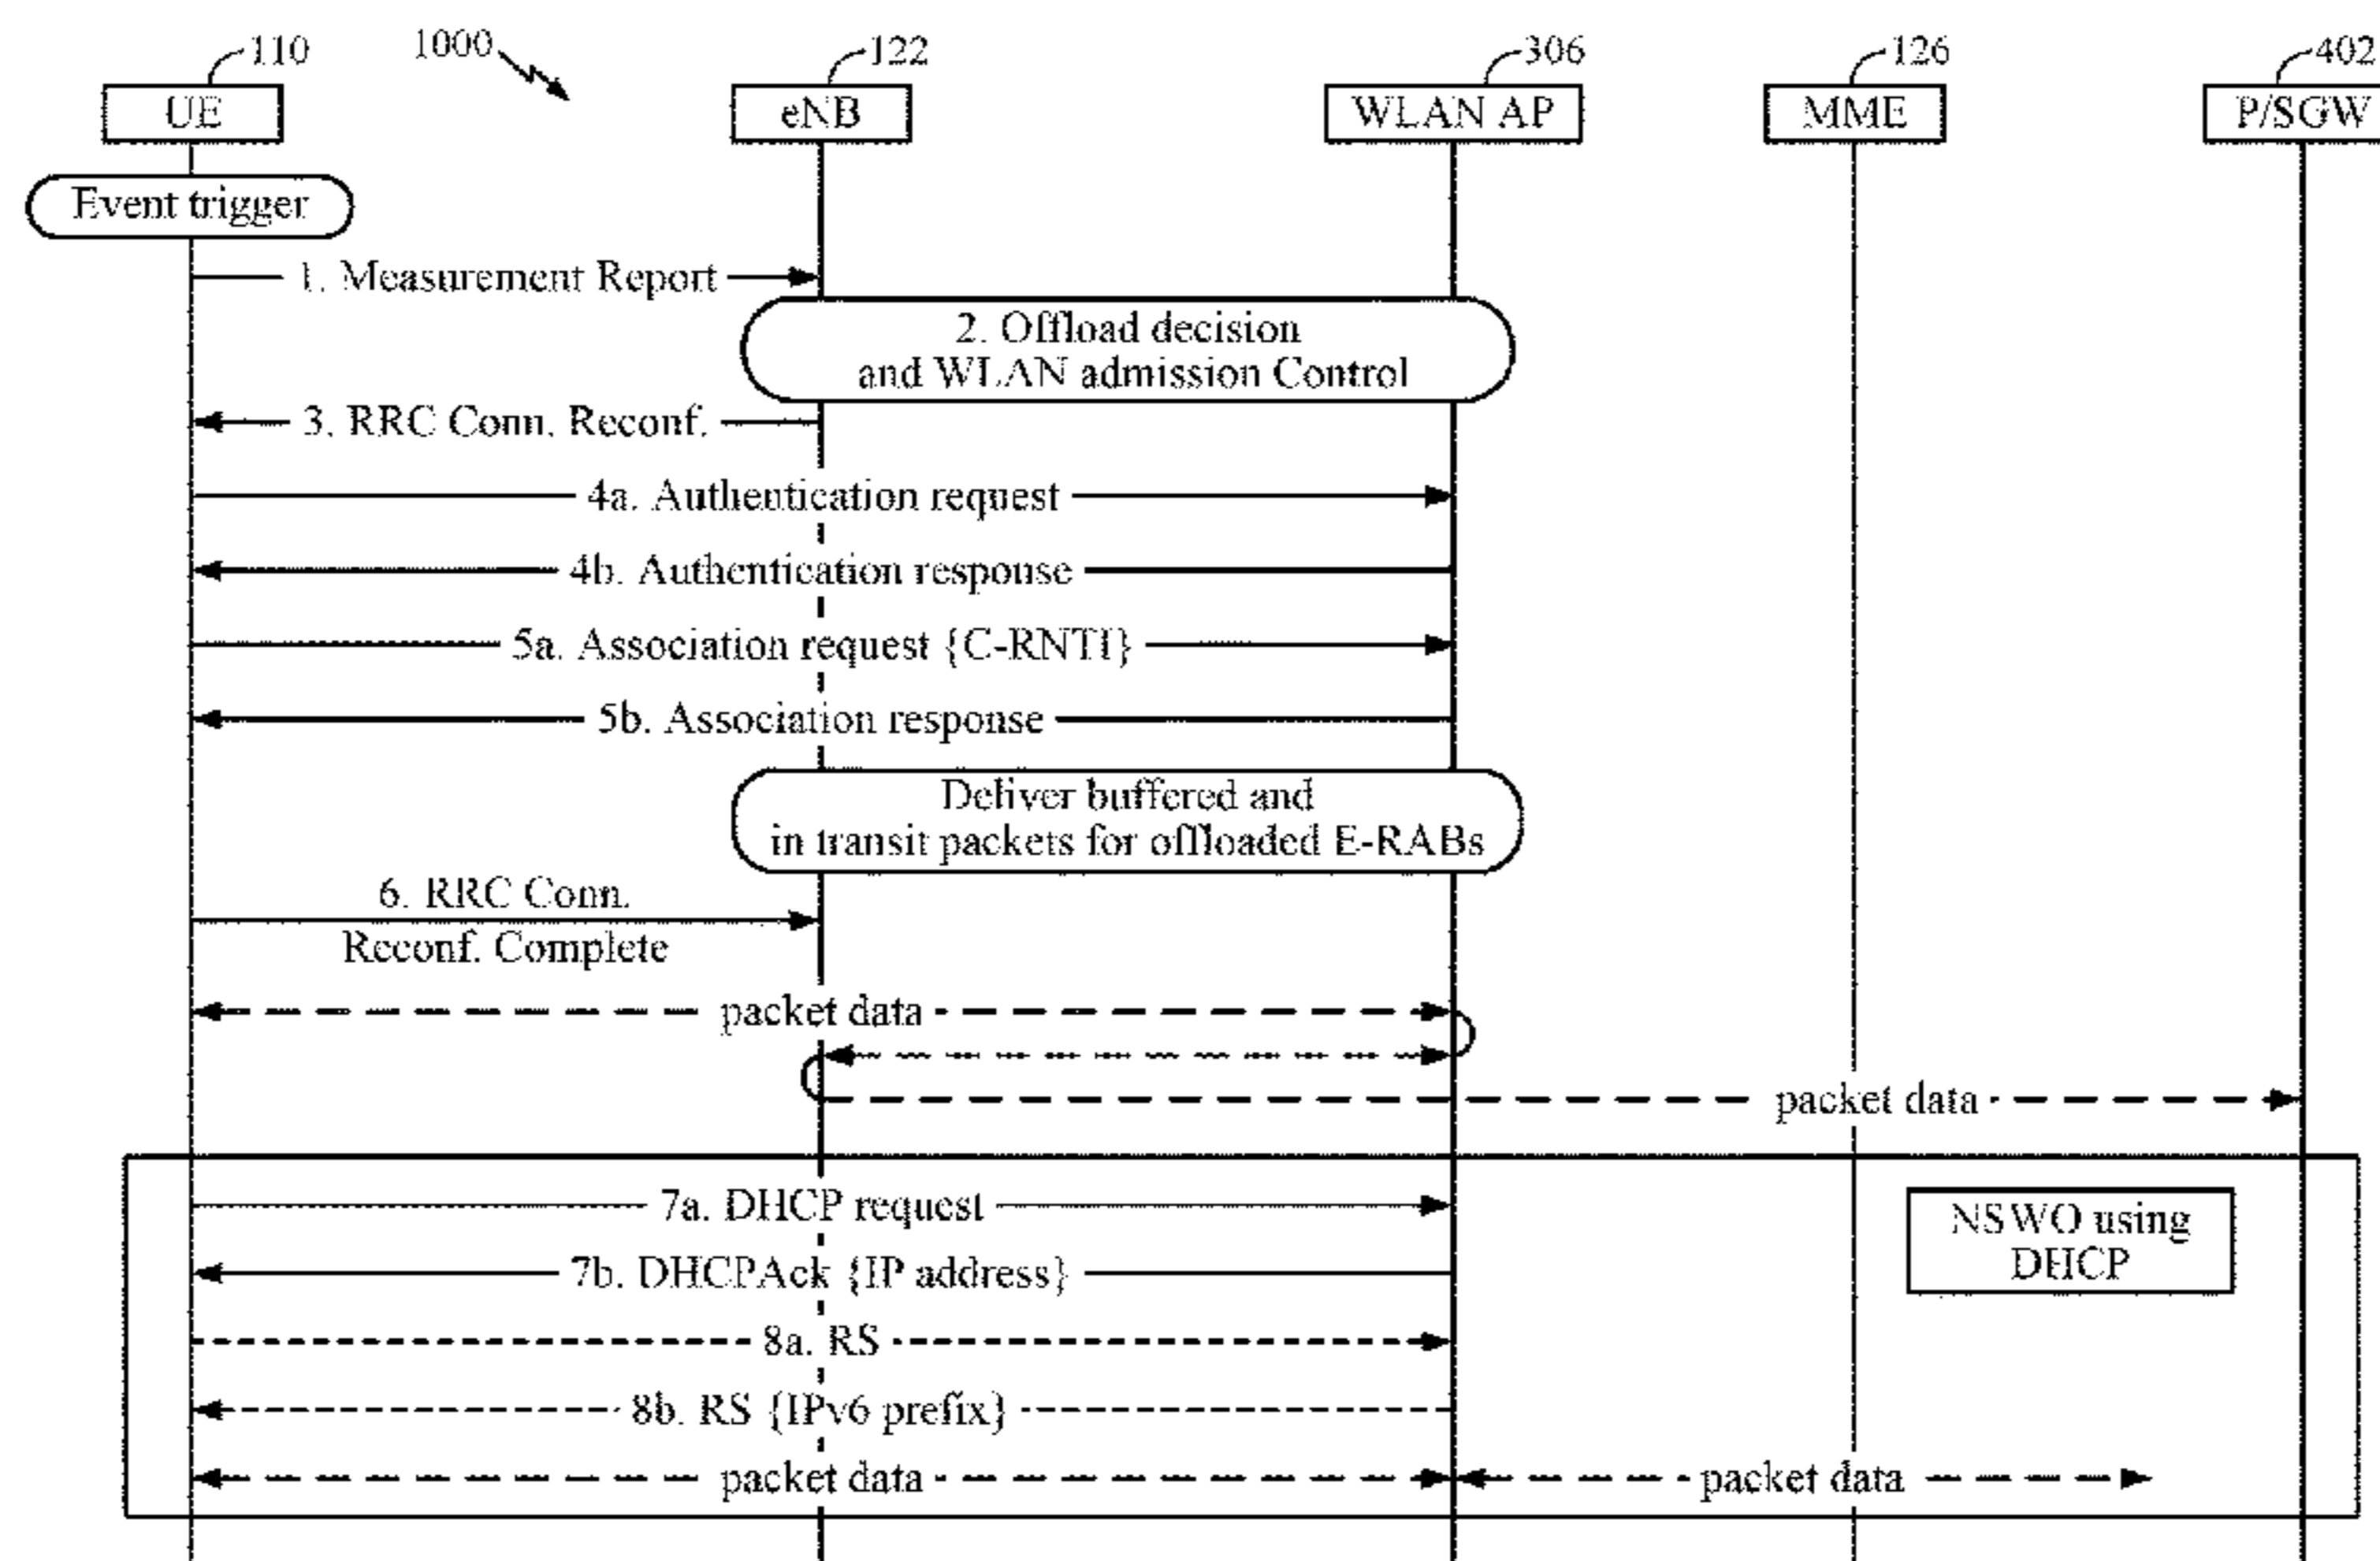 110
1000
122
306
126
402
UE
eNB
WLAN AP
MME
P/SGW
Event trigger
1. Measurement Report
2. Offload decision
and WLAN admission Control
3. RRC Conn. Reconf.
4a. Authentication request
4b. Authentication response
5a. Association request {C-RNTI}
5b. Association response
Deliver buffered and
in transit packets for offloaded E-RABs
6. RRC Conn.
Reconf. Complete
packet data
packet data
7a. DHCP request
NSWO using
DHCP
7b. DHCPAck {IP address}
8a. RS
8b. RS {IPv6 prefix}
packet data
packet data